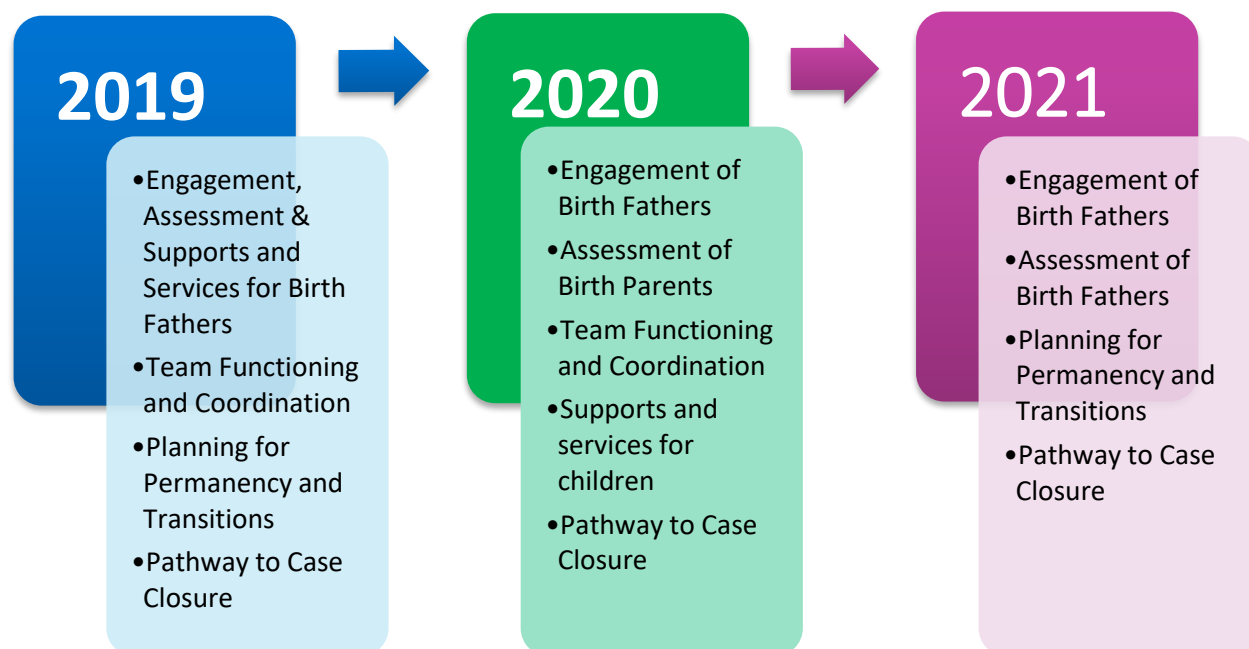 2019
•Engagement,
Assessment &
Supports and
Services for Birth
Fathers
•Team Functioning
and Coordination
•Planning for
Permanency and
Transitions
•Pathway to Case
Closure
2020
•Engagement of
Birth Fathers
•Assessment of
Birth Parents
•Team Functioning
and Coordination
•Supports and
services for
children
•Pathway to Case
Closure
2021
•Engagement of
Birth Fathers
•Assessment of
Birth Fathers
•Planning for
Permanency and
Transitions
•Pathway to Case
Closure